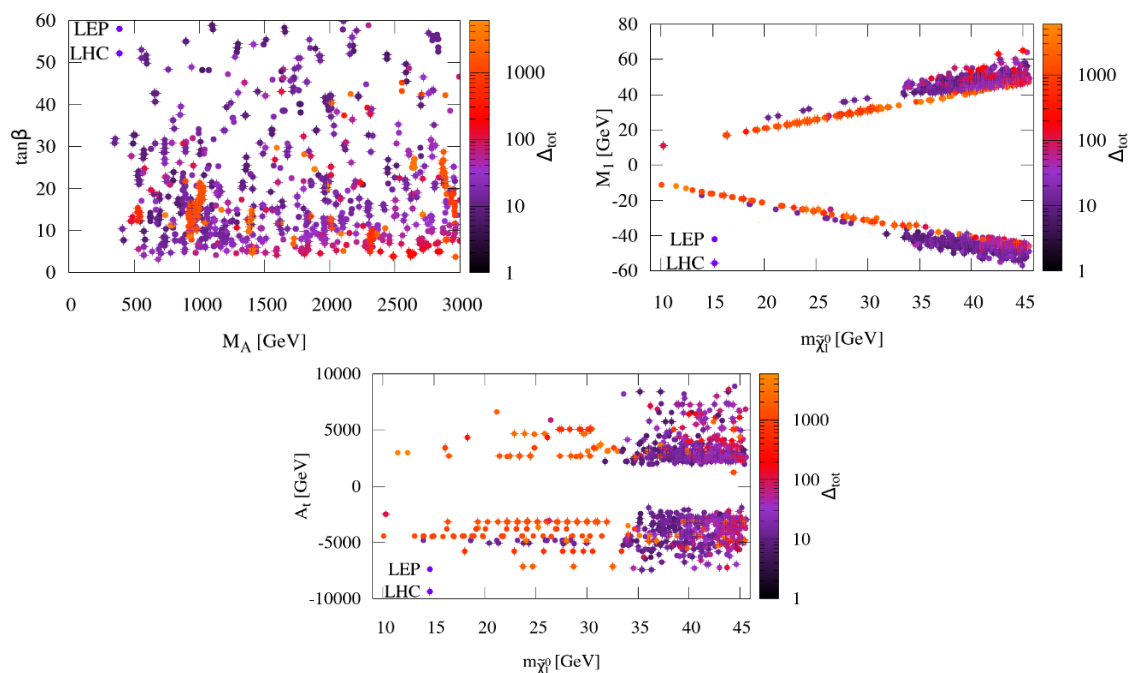 60
50
40
30
20
10
0
tanβ
LEP
LHC
0 500 1000 1500 2000 2500 3000
M_A [GeV]
1000
100
10
1
Δ_tot
80
60
40
20
0
-20
-40
-60
M_1 [GeV]
LEP
LHC
10 15 20 25 30 35 40 45
m_χ̃₁⁰ [GeV]
1000
100
10
1
Δ_tot
10000
5000
0
-5000
-10000
A_t [GeV]
LEP
LHC
10 15 20 25 30 35 40 45
m_χ̃₁⁰ [GeV]
1000
100
10
1
Δ_tot